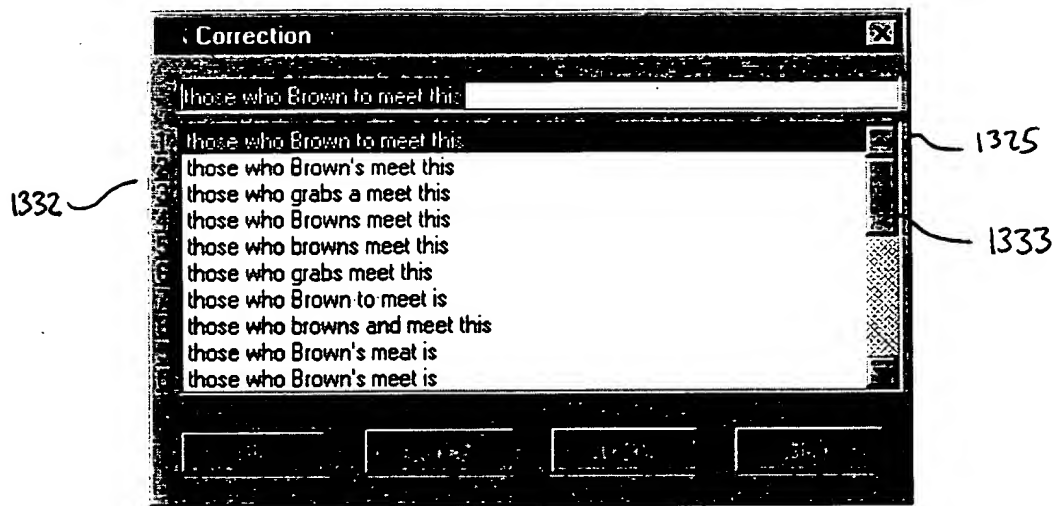 Correction
those who Brown to meet this
those who Brown to meet this
1325
those who Brown's meet this
those who grabs a meet this
1332
those who Browns meet this
those who browns meet this
1333
those who grabs meet this
those who Brown to meet is
those who browns and meet this
those who Brown's meat is
those who Brown's meet is